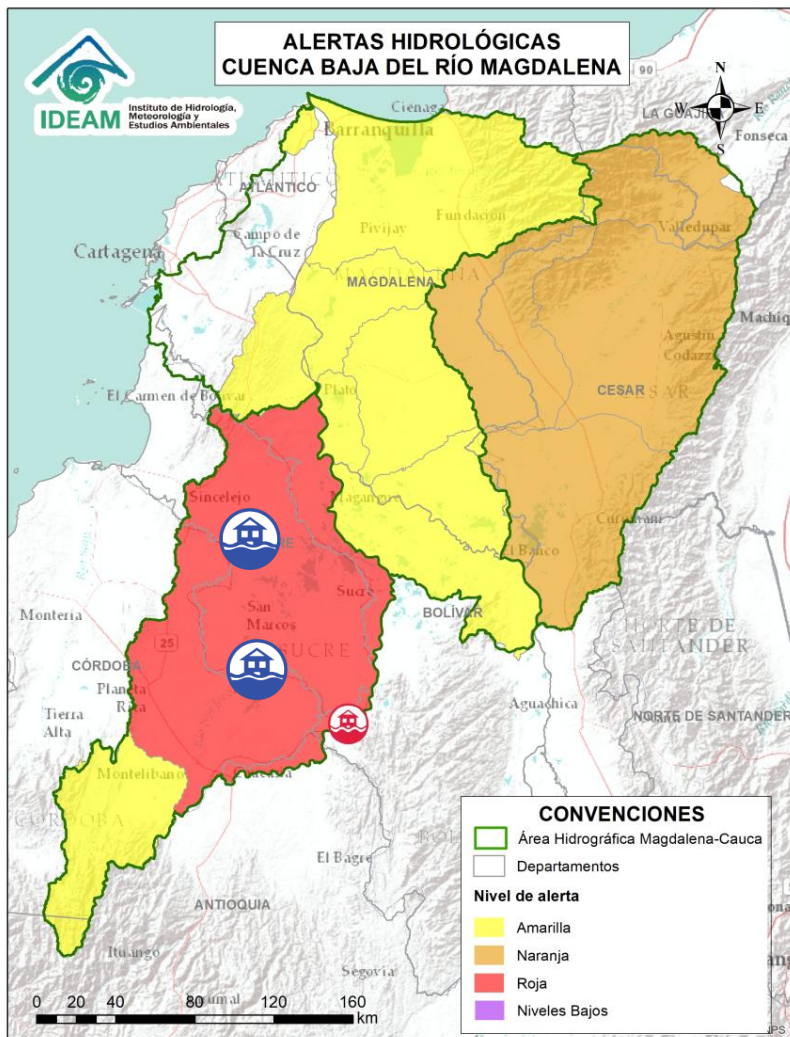 ALERTAS HIDROLÓGICAS
CUENCA BAJA DEL RÍO MAGDALENA
IDEAM
Instituto de Hidrología,
Meteorología y
Estudios Ambientales
N
W
E
S
90
Ciénaga
LA GUAJIRA
Barranquilla
Fonseca
ATLÁNTICO
Cartagena
Campo de
la Cruz
Pivijay
Fundación
Valledupar
MAGDALENA
Agustín
Codazzi
El Carmen de Bolívar
Plato
CESAR
Sincelejo
Magangué
El Banco
Sucre
San
Marcos
SUCRE
BOLÍVAR
NORTE DE
SANTANDER
Montería
25
CÓRDOBA
Planeta
Rica
Tierra
Alta
Aguachica
NORTE DE SANTANDER
Montelíbano
CÓRDOBA
El Bagre
ANTIOQUIA
Ituango
Segovia
CONVENCIONES
Área Hidrográfica Magdalena-Cauca
Departamentos
Nivel de alerta
Amarilla
Naranja
Roja
Niveles Bajos
0 20 40 80 120 160
km